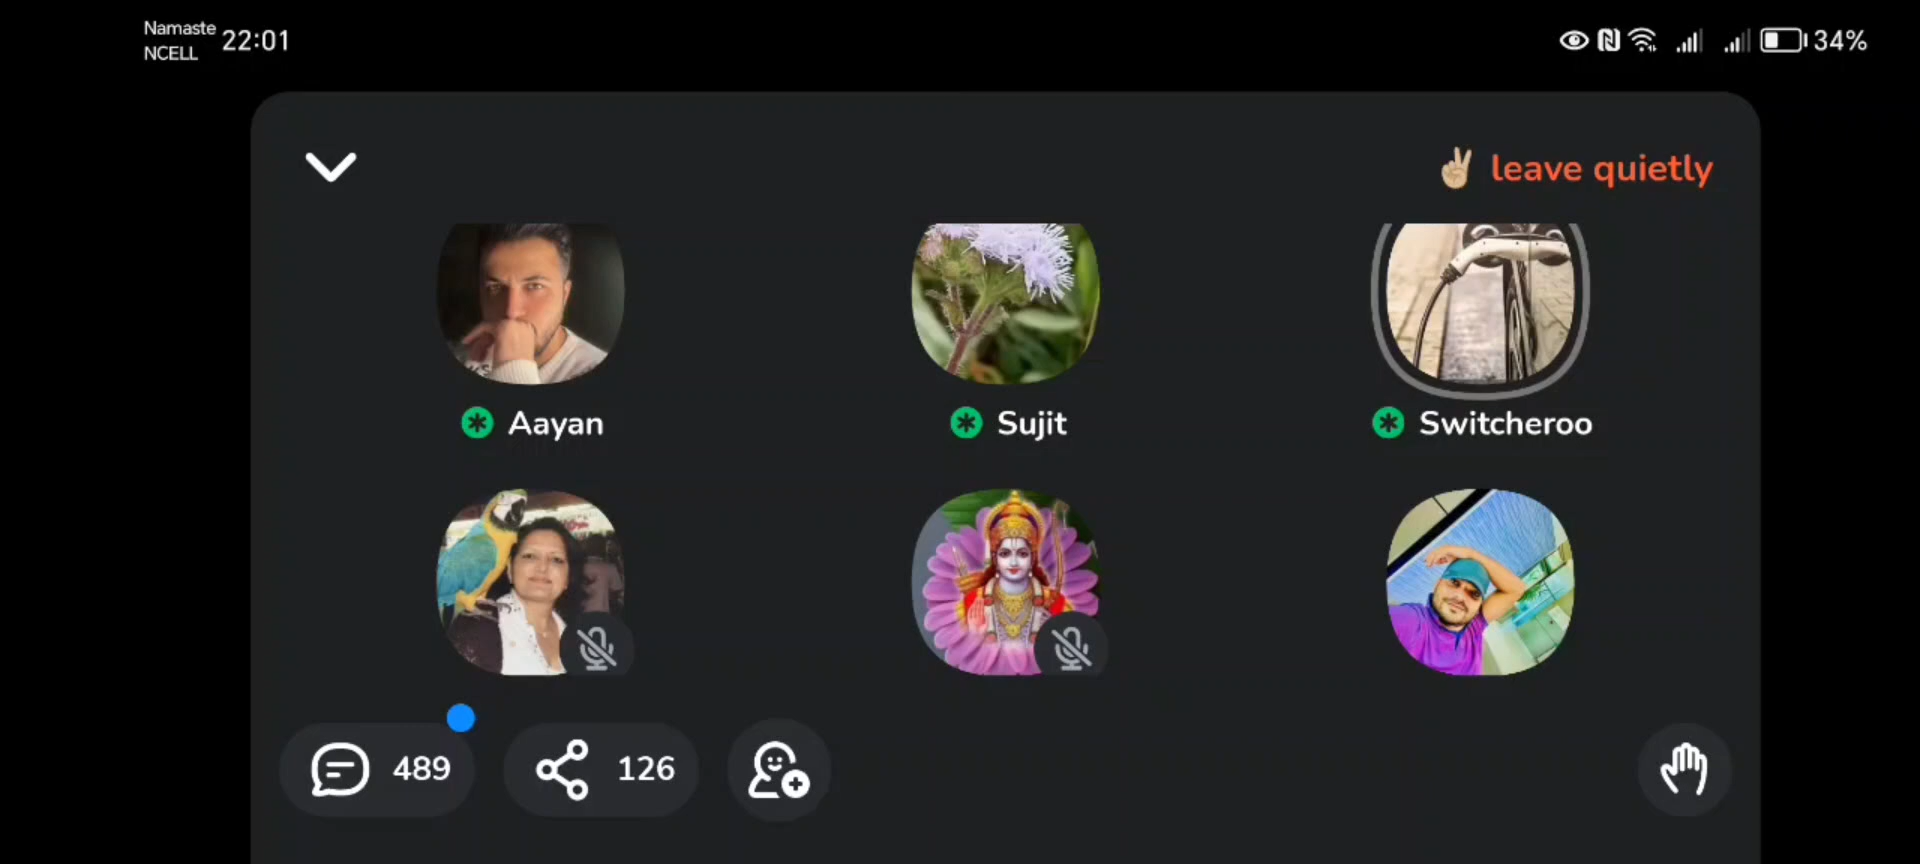 Namaste
NCELL
22:01
34%
✌🏼 leave quietly
Aayan
Sujit
Switcheroo
489
126